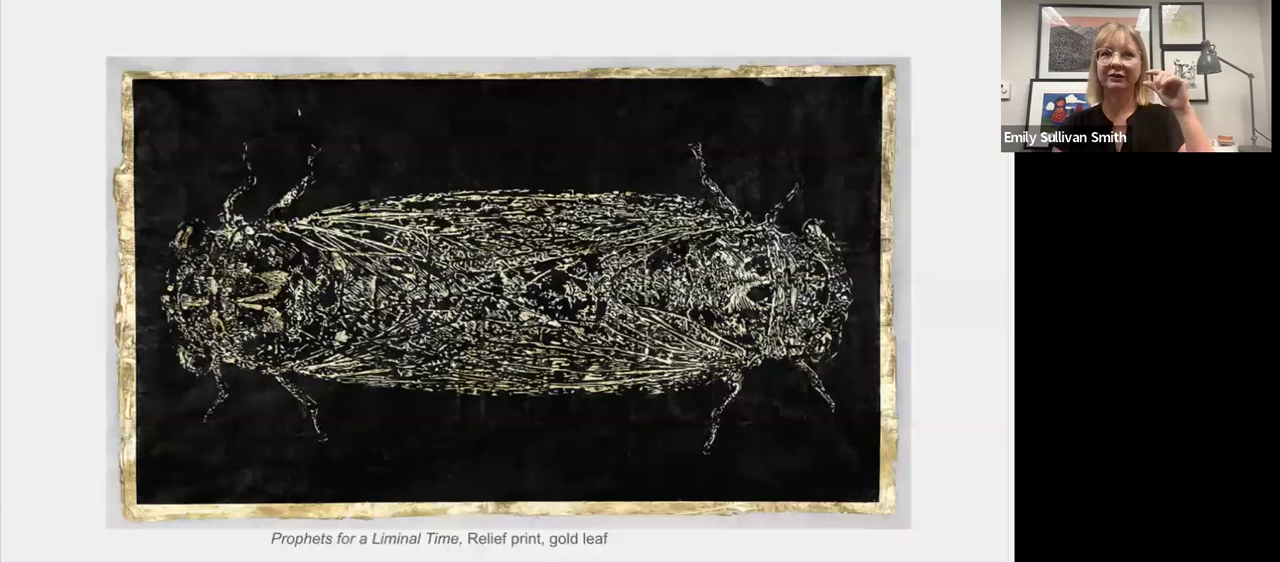 Emily Sullivan Smith
Prophets for a Liminal Time, Relief print, gold leaf